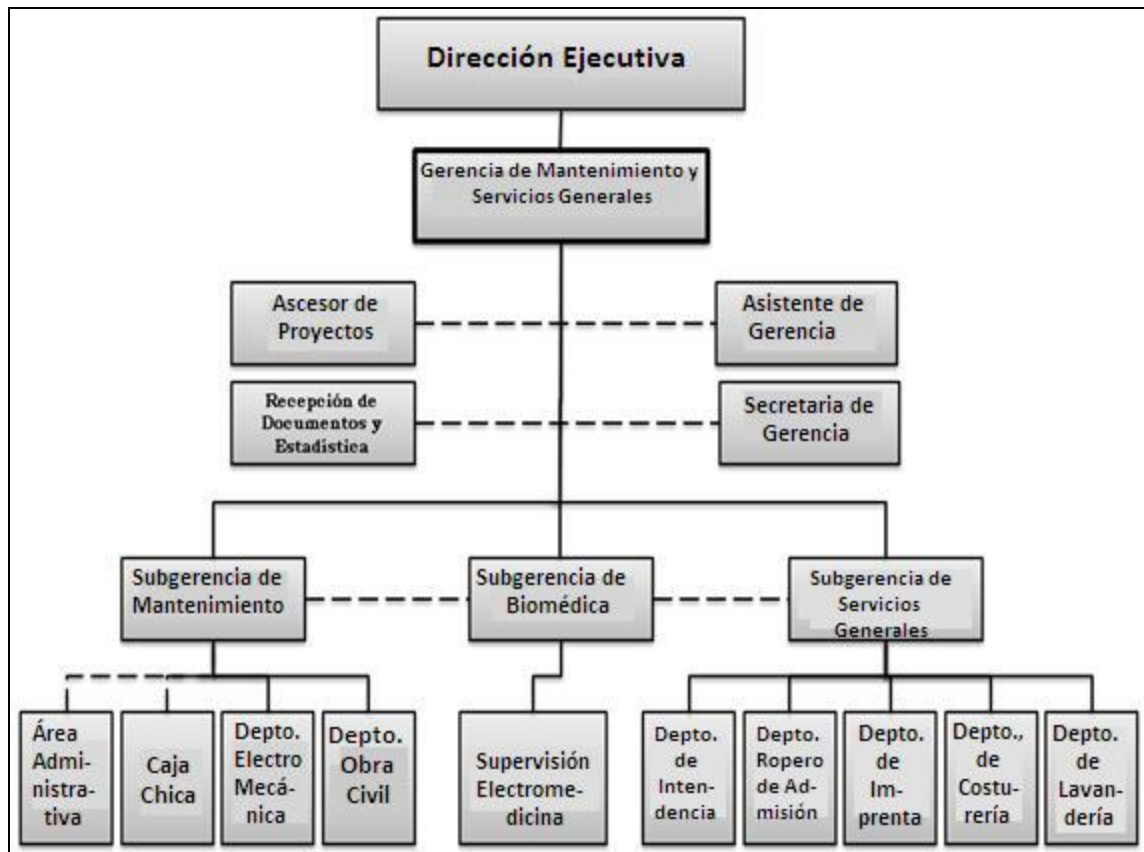 Dirección Ejecutiva
Gerencia de Mantenimiento y
Servicios Generales
Ascesor de
Proyectos
Asistente de
Gerencia
Recepción de
Documentos y
Estadística
Secretaria de
Gerencia
Subgerencia de
Mantenimiento
Subgerencia de
Biomédica
Subgerencia de
Servicios
Generales
Área
Admi-
nistra-
tiva
Caja
Chica
Depto.
Electro
Mecá-
nica
Depto.
Obra
Civil
Supervisión
Electrome-
dicina
Depto.
de
Inten-
dencia
Depto.
Ropero
de Ad-
misión
Depto.
de
Im-
prenta
Depto.,
de
Costu-
rería
Depto.
de
Lavan-
dería